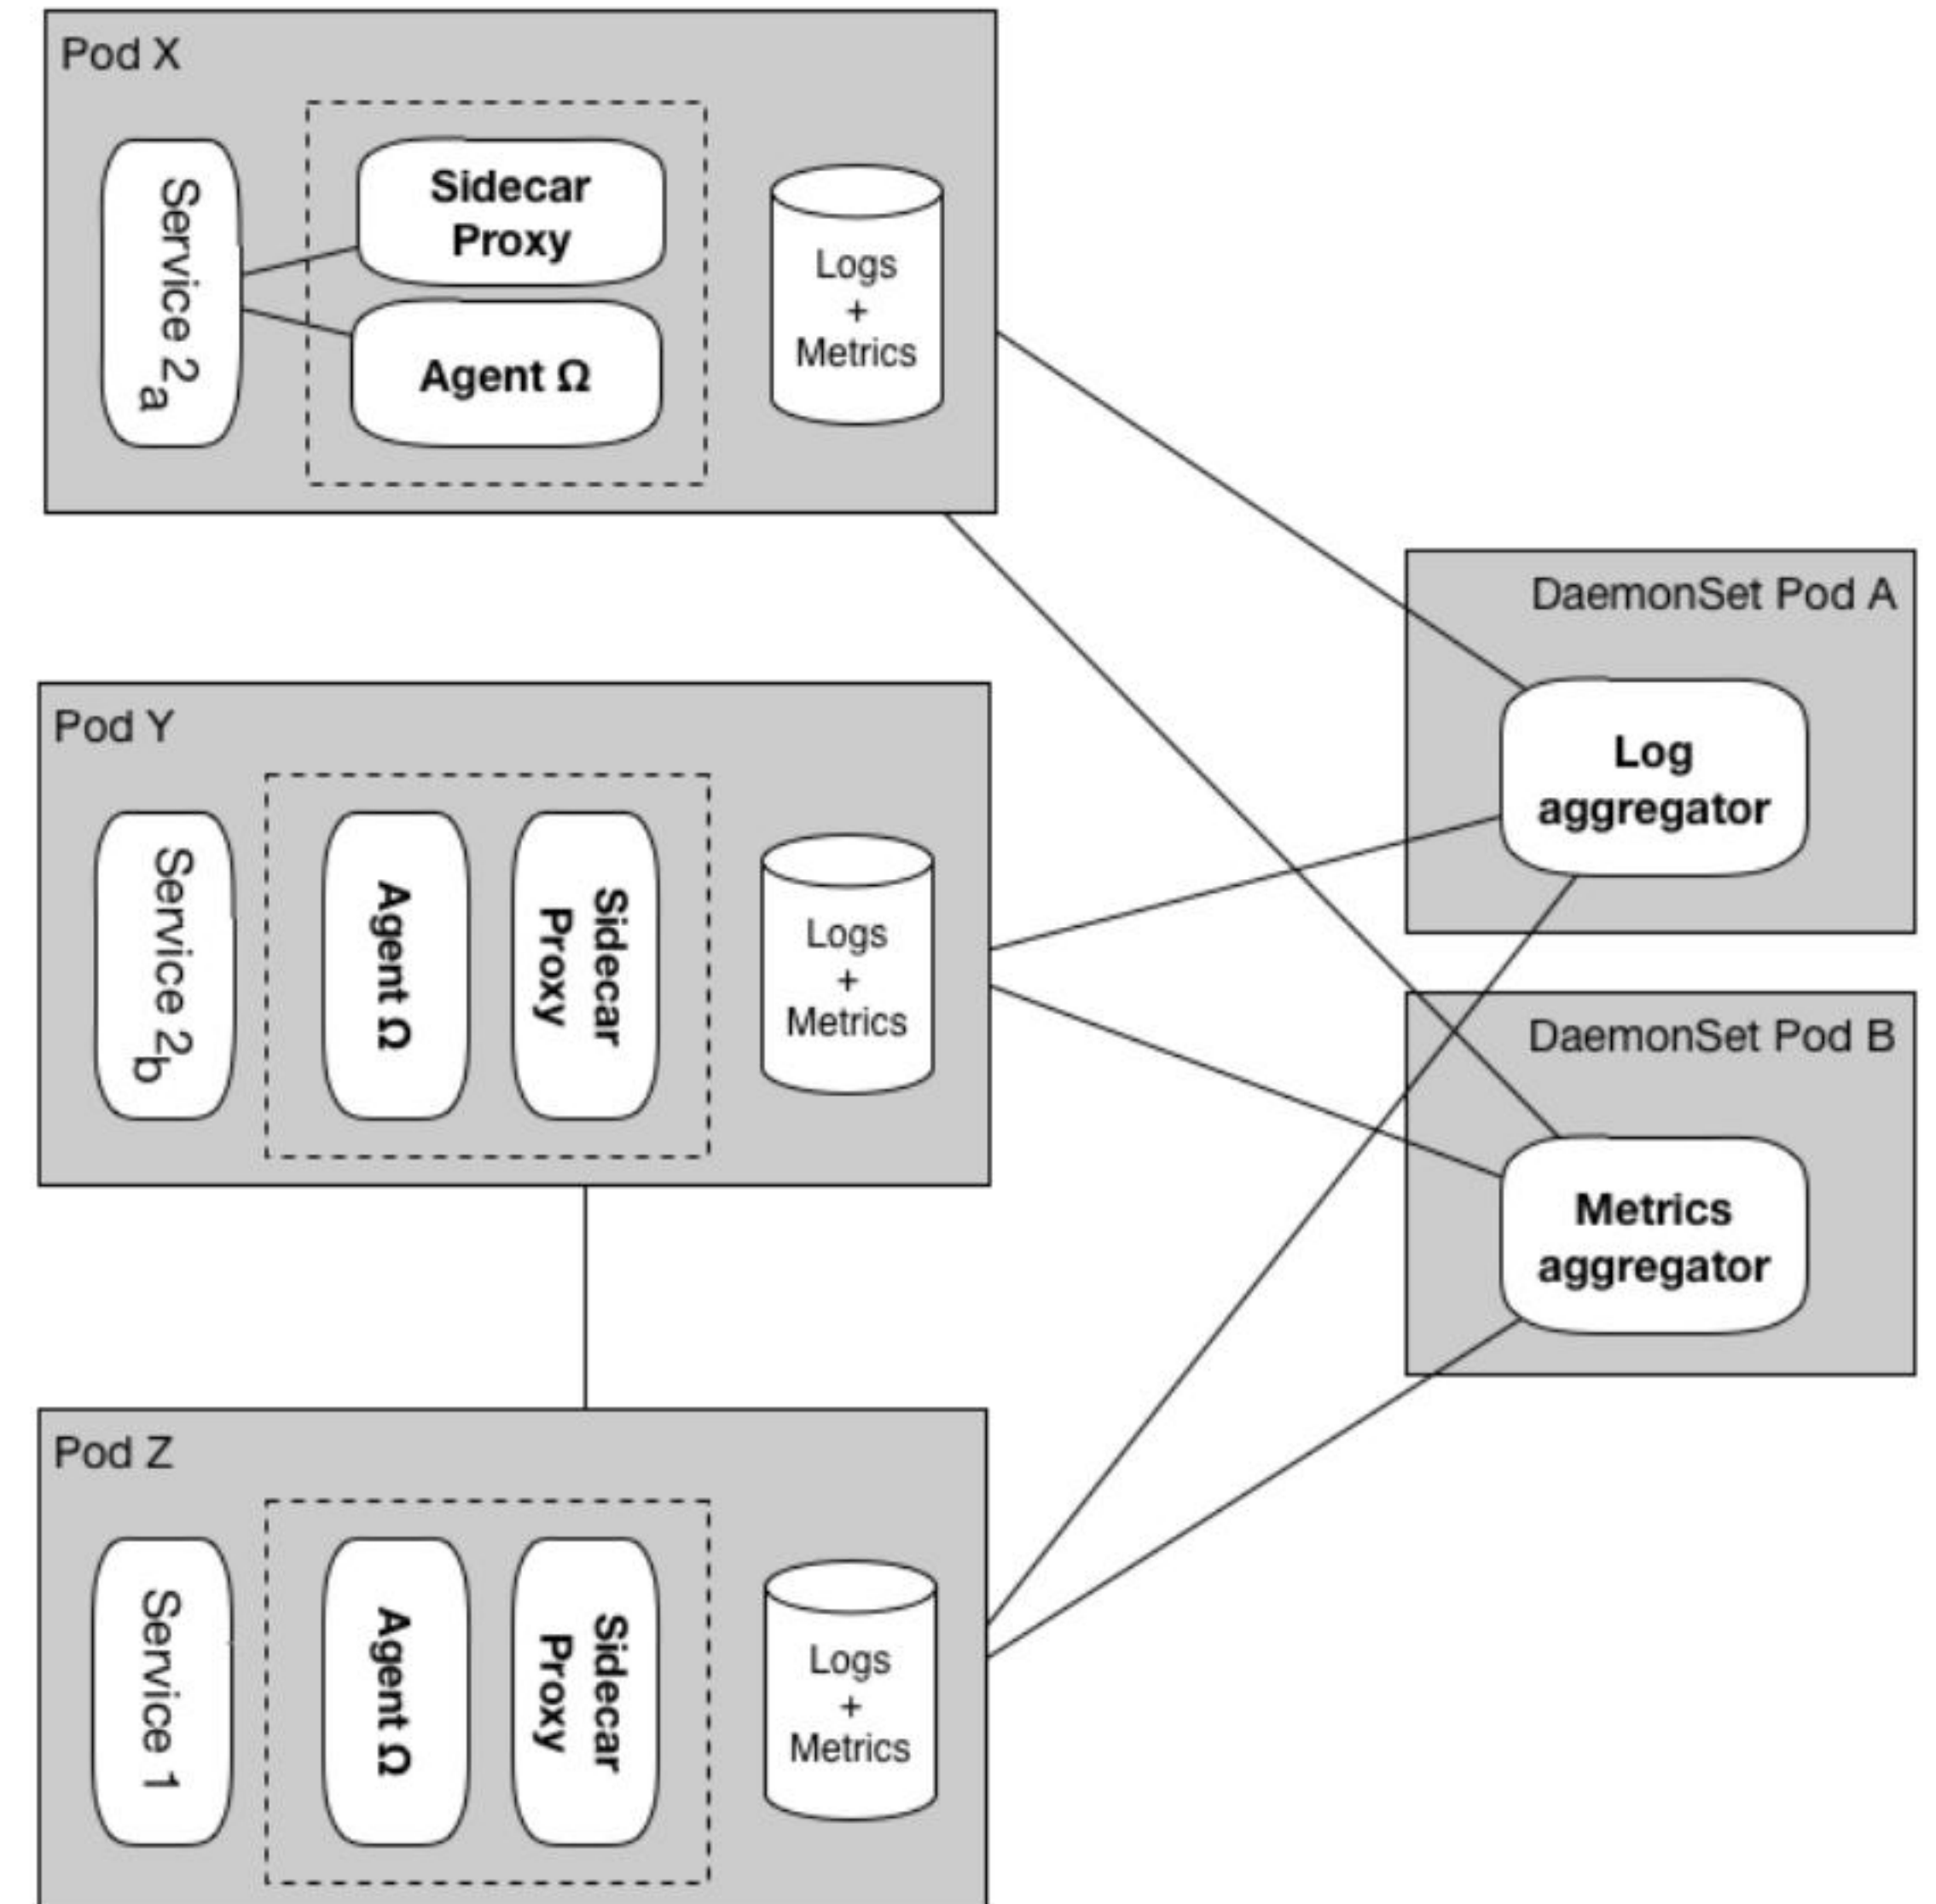 Pod X
Service 2a
Sidecar
Proxy
Agent Ω
Logs
+
Metrics
DaemonSet Pod A
Log
aggregator
Pod Y
Service 2b
Agent Ω
Sidecar
Proxy
Logs
+
Metrics
DaemonSet Pod B
Metrics
aggregator
Pod Z
Service 1
Agent Ω
Sidecar
Proxy
Logs
+
Metrics